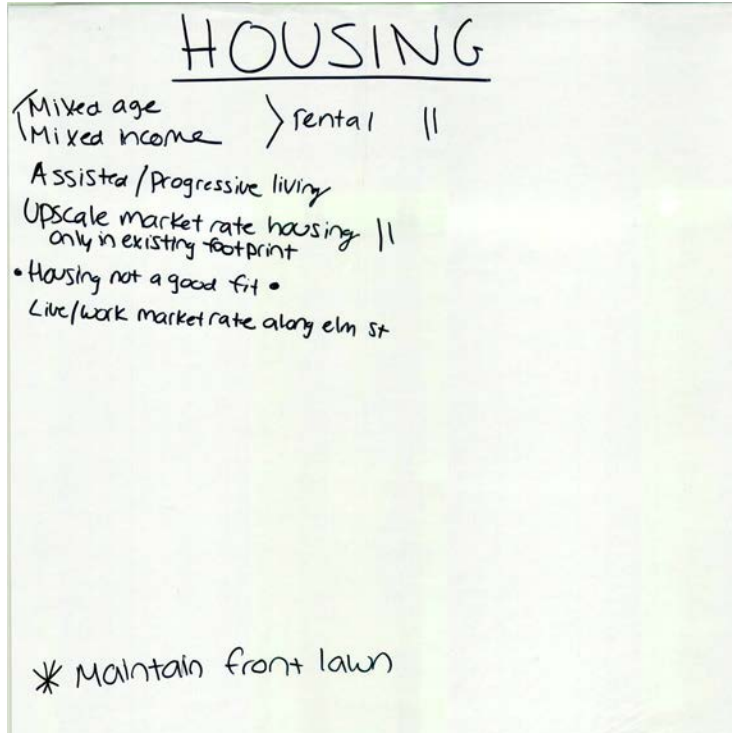 HOUSING
Mixed age
Mixed income > rental ||
Assisted / Progressive living
Upscale market rate housing ||
only in existing footprint
• Housing not a good fit •
Live/work market rate along elm st
* Maintain front lawn